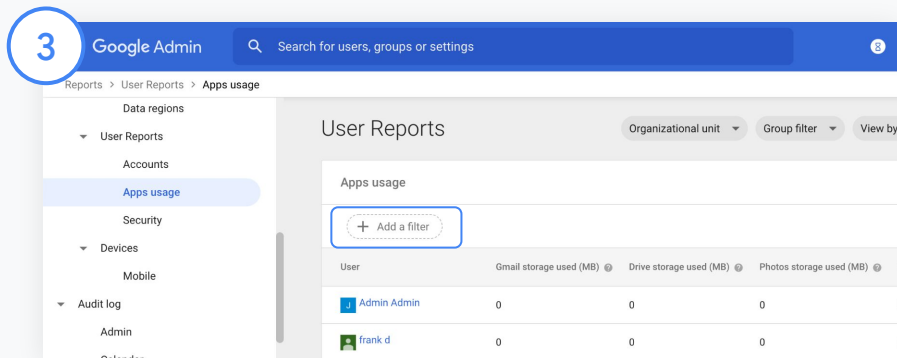 3
Google Admin
Search for users, groups or settings
Reports > User Reports > Apps usage
Data regions
User Reports
Accounts
Apps usage
Security
Devices
Mobile
Audit log
Admin
Calendar
User Reports
Organizational unit
Group filter
View by
Apps usage
+ Add a filter
User Gmail storage used (MB) Drive storage used (MB) Photos storage used (MB)
J Admin Admin 0 0 0
frank d 0 0 0